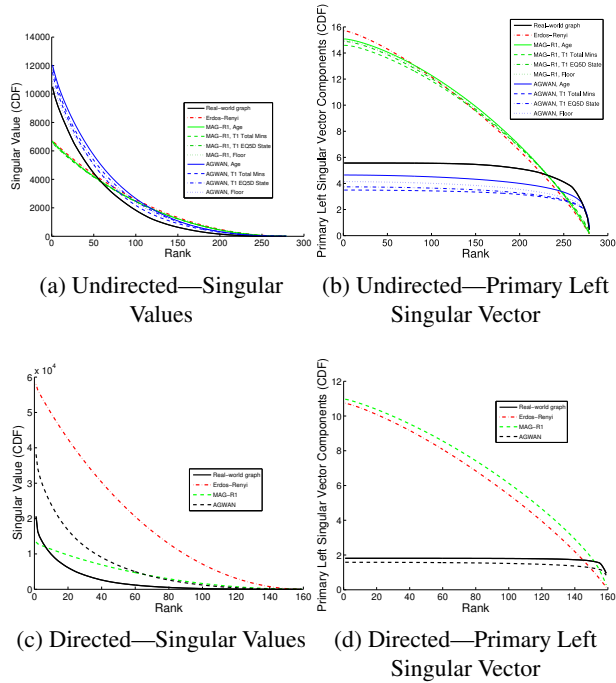 Singular Value (CDF)
14000
12000
10000
8000
6000
4000
2000
0
0
50
100
150
200
250
300
Rank
Real-world graph
Erdos-Renyi
MAG-R1, Age
MAG-R1, T1 Total Mins
MAG-R1, T1 EQ5D State
MAG-R1, Floor
AGWAN, Age
AGWAN, T1 Total Mins
AGWAN, T1 EQ5D State
AGWAN, Floor
(a) Undirected—Singular
Values
Primary Left Singular Vector Components (CDF)
16
14
12
10
8
6
4
2
0
0
50
100
150
200
250
300
Rank
Real-world graph
Erdos-Renyi
MAG-R1, Age
MAG-R1, T1 Total Mins
MAG-R1, T1 EQ5D State
MAG-R1, Floor
AGWAN, Age
AGWAN, T1 Total Mins
AGWAN, T1 EQ5D State
AGWAN, Floor
(b) Undirected—Primary Left
Singular Vector
Singular Value (CDF)
x 10^4
6
5
4
3
2
1
0
0
20
40
60
80
100
120
140
160
Rank
Real-world graph
Erdos-Renyi
MAG-R1
AGWAN
(c) Directed—Singular Values
Primary Left Singular Vector Components (CDF)
12
10
8
6
4
2
0
0
20
40
60
80
100
120
140
160
Rank
Real-world graph
Erdos-Renyi
MAG-R1
AGWAN
(d) Directed—Primary Left
Singular Vector